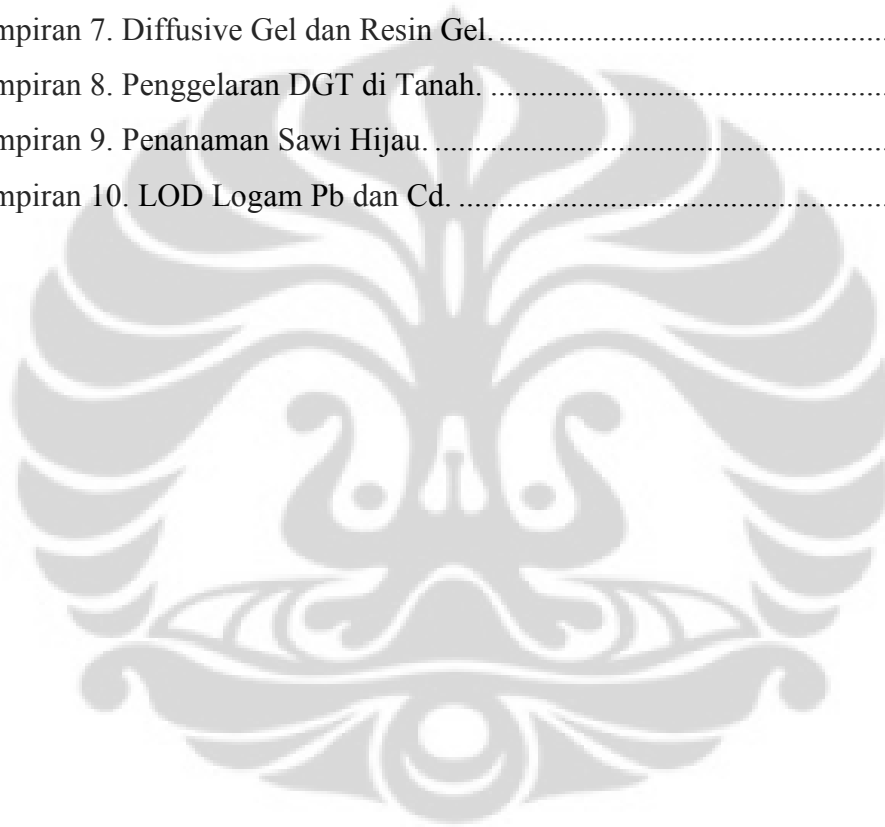 mpiran 7. Diffusive Gel dan Resin Gel. ..........................................................
mpiran 8. Penggelaran DGT di Tanah. ...........................................................
mpiran 9. Penanaman Sawi Hijau. ..................................................................
mpiran 10. LOD Logam Pb dan Cd. ...............................................................